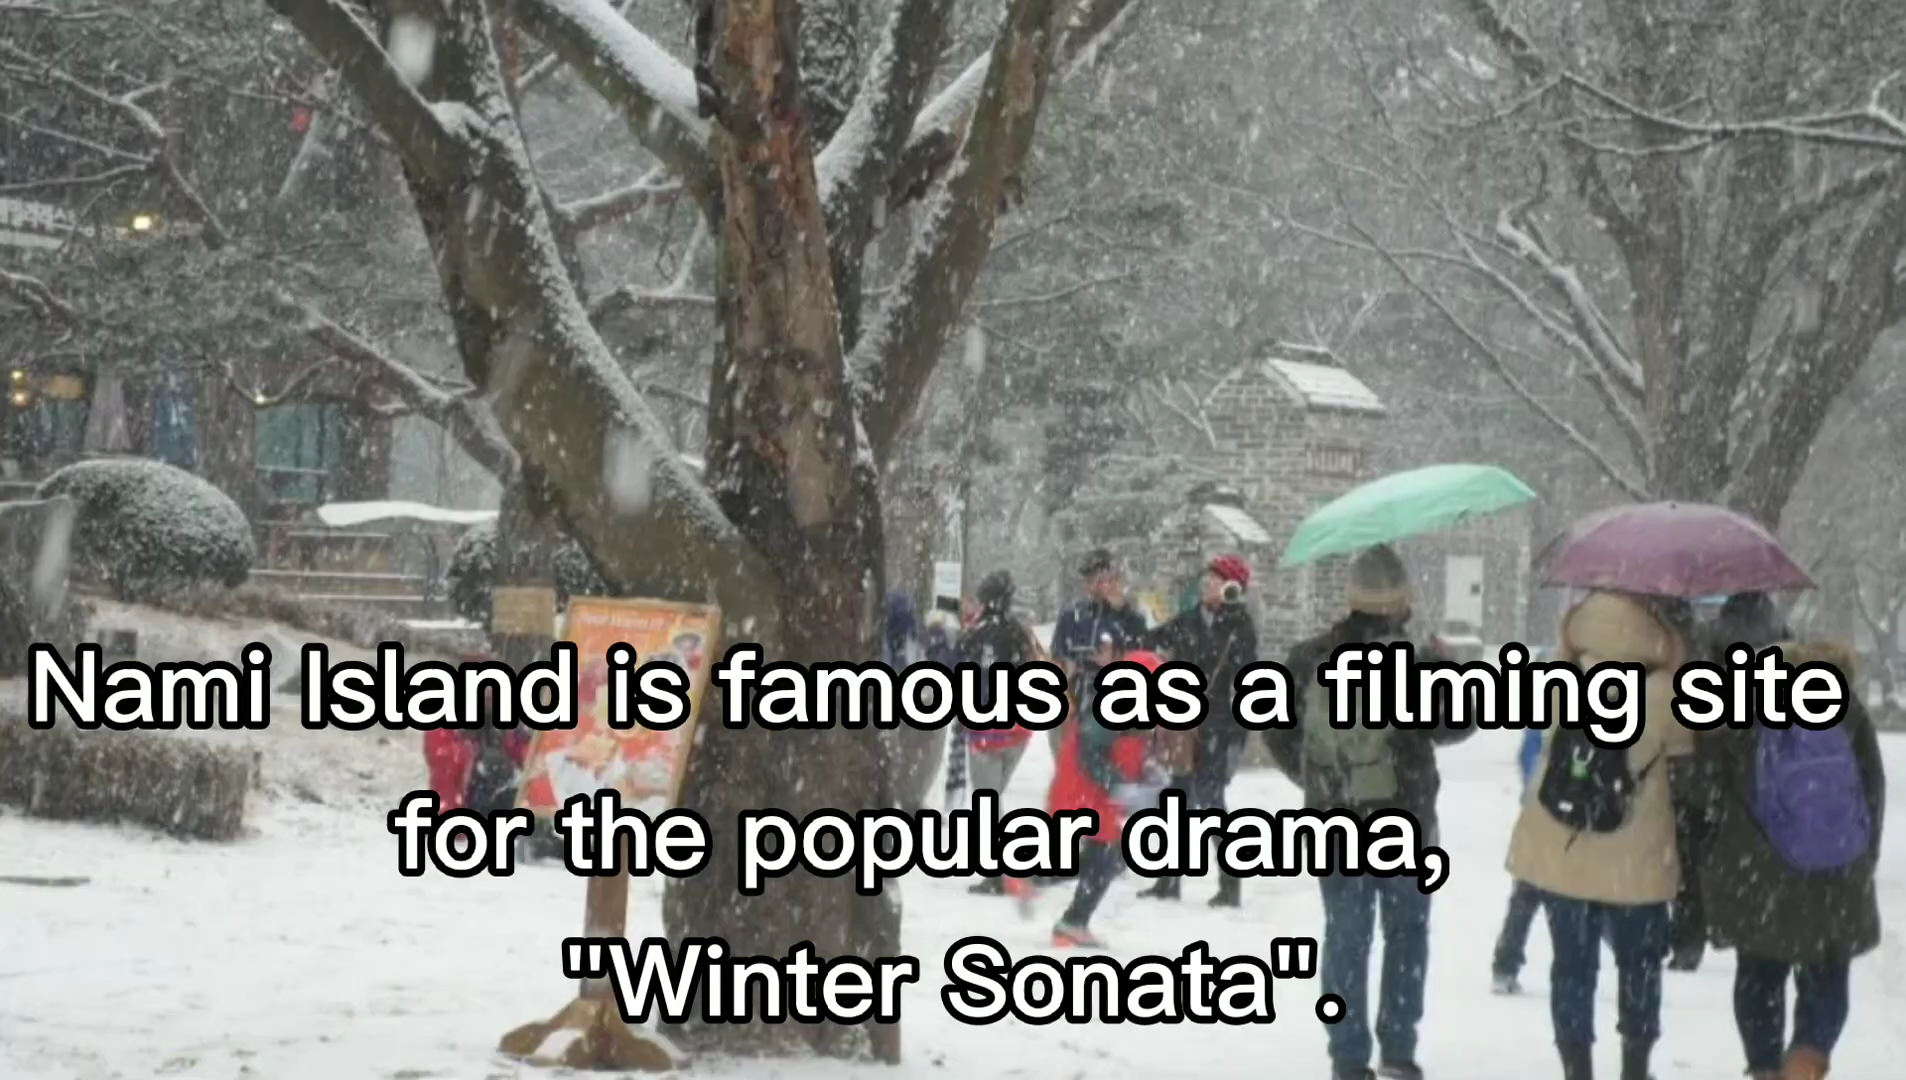 Nami Island is famous as a filming site
for the popular drama,
"Winter Sonata".